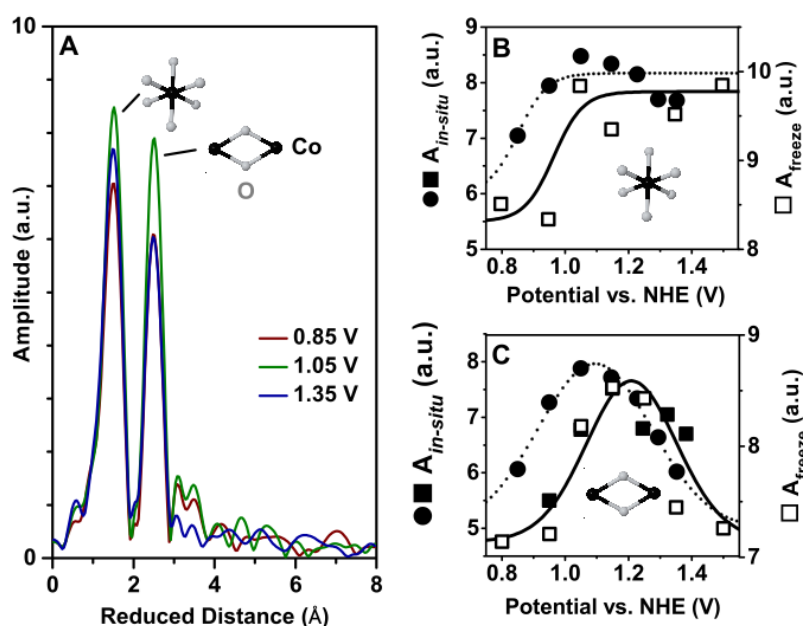 A
10
Amplitude (a.u.)
0
Co
O
0.85 V
1.05 V
1.35 V
0 2 4 6 8
Reduced Distance (Å)
B
●■ A in-situ (a.u.)
9
8
7
6
5
10
9
8
□ A freeze (a.u.)
0.8 1.0 1.2 1.4
Potential vs. NHE (V)
C
●■ A in-situ (a.u.)
8
7
6
5
9
8
7
□ A freeze (a.u.)
0.8 1.0 1.2 1.4
Potential vs. NHE (V)